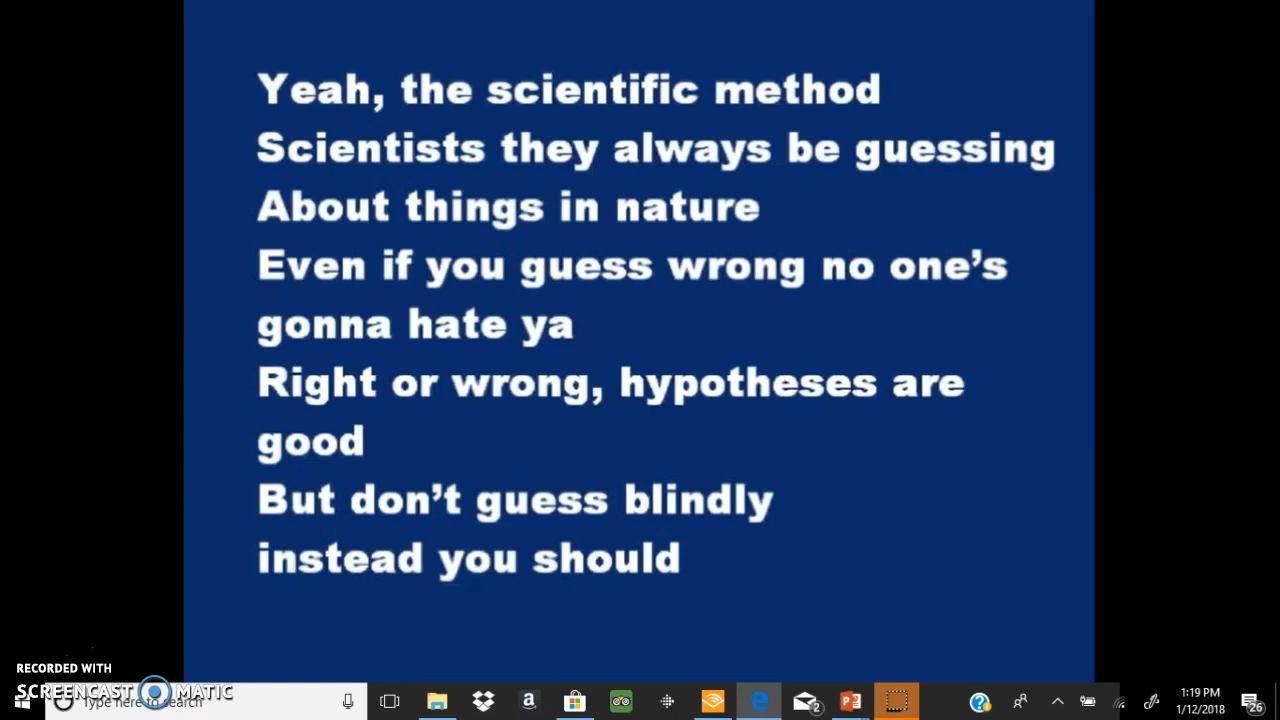 Yeah, the scientific method
Scientists they always be guessing
About things in nature
Even if you guess wrong no one’s
gonna hate ya
Right or wrong, hypotheses are
good
But don’t guess blindly
instead you should
RECORDED WITH
SCREENCAST MATIC
Type here to search
2
1:19 PM
1/12/2018
26